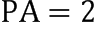 PA = 2